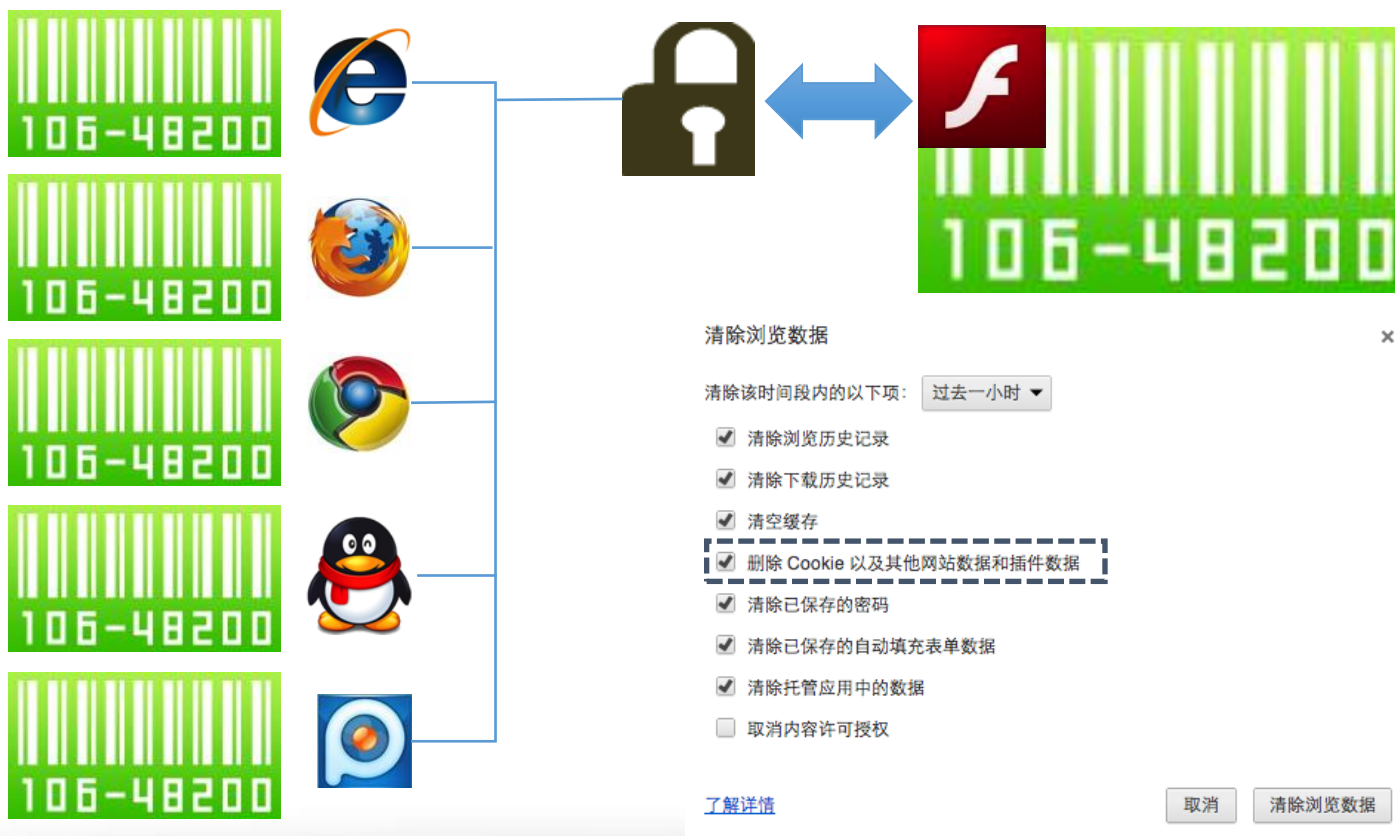 106-48200
106-48200
106-48200
106-48200
106-48200
106-48200
清除浏览数据
清除该时间段内的以下项：
过去一小时
清除浏览历史记录
清除下载历史记录
清空缓存
删除 Cookie 以及其他网站数据和插件数据
清除已保存的密码
清除已保存的自动填充表单数据
清除托管应用中的数据
取消内容许可授权
了解详情
取消
清除浏览数据